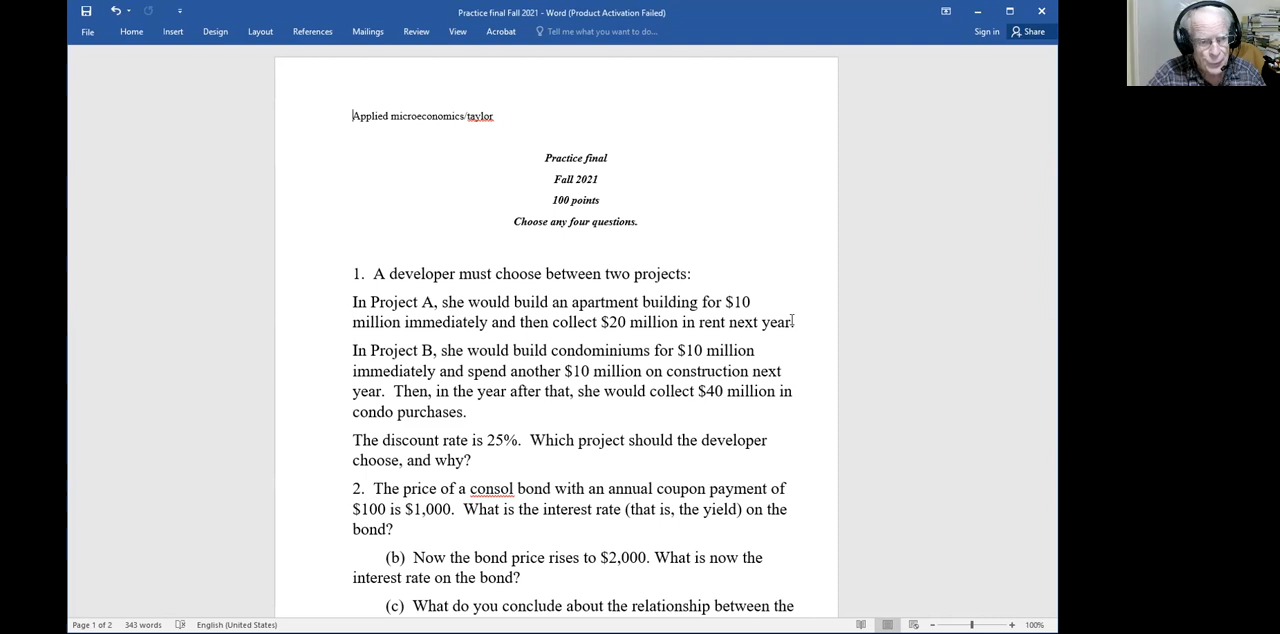 Practice final Fall 2021 - Word (Product Activation Failed)
File Home Insert Design Layout References Mailings Review View Acrobat Tell me what you want to do... Sign in Share
Applied microeconomics/taylor
Practice final
Fall 2021
100 points
Choose any four questions.
1. A developer must choose between two projects:
In Project A, she would build an apartment building for $10
million immediately and then collect $20 million in rent next year.
In Project B, she would build condominiums for $10 million
immediately and spend another $10 million on construction next
year. Then, in the year after that, she would collect $40 million in
condo purchases.
The discount rate is 25%. Which project should the developer
choose, and why?
2. The price of a consol bond with an annual coupon payment of
$100 is $1,000. What is the interest rate (that is, the yield) on the
bond?
(b) Now the bond price rises to $2,000. What is now the
interest rate on the bond?
(c) What do you conclude about the relationship between the
Page 1 of 2 343 words English (United States) 100%